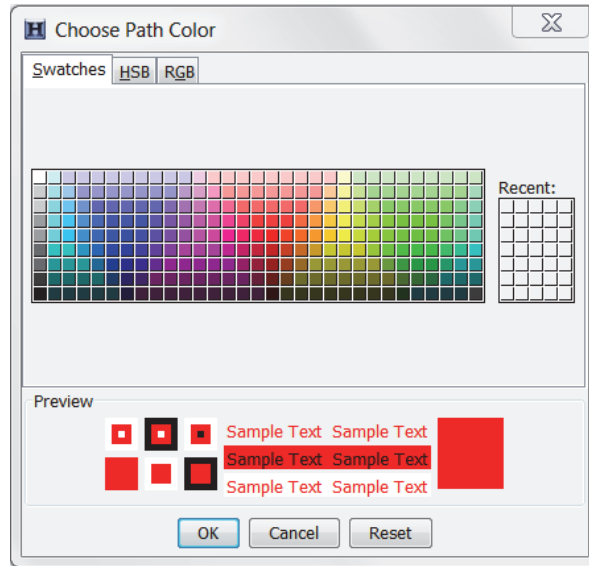 H Choose Path Color
Swatches HSB RGB
Recent:
Preview
Sample Text Sample Text
Sample Text Sample Text
Sample Text Sample Text
OK Cancel Reset